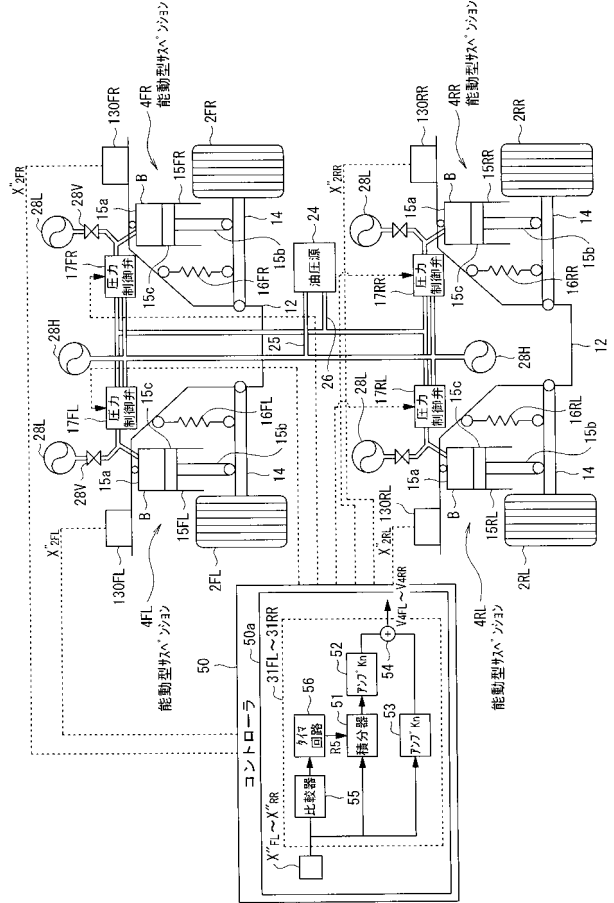 X"2FR
28L
28V
15a
B
130FR
4FR
能動型サスペンション
15FR
2FR
17FR
圧力
制御弁
15c
16FR
15b
14
12
28H
25
26
24
油圧源
28L
15a
B
130RR
4RR
能動型サスペンション
15RR
2RR
X"2RR
17RR
圧力
制御弁
15c
16RR
15b
14
12
28H
28L
17FL
圧力
制御弁
28V
15a
15c
16FL
15b
14
B
15FL
2FL
X"2FL
130FL
4FL
能動型サスペンション
28L
17RL
圧力
制御弁
15a
15c
16RL
15b
14
B
130RL
X"2RL
15RL
2RL
4RL
能動型サスペンション
50
コントローラ
50a
31FL～31RR
V4FL～V4RR
56
タイマ
回路
R5
51
積分器
52
アンプKn
54
53
アンプKn
比較器
55
X"FL～X"RR